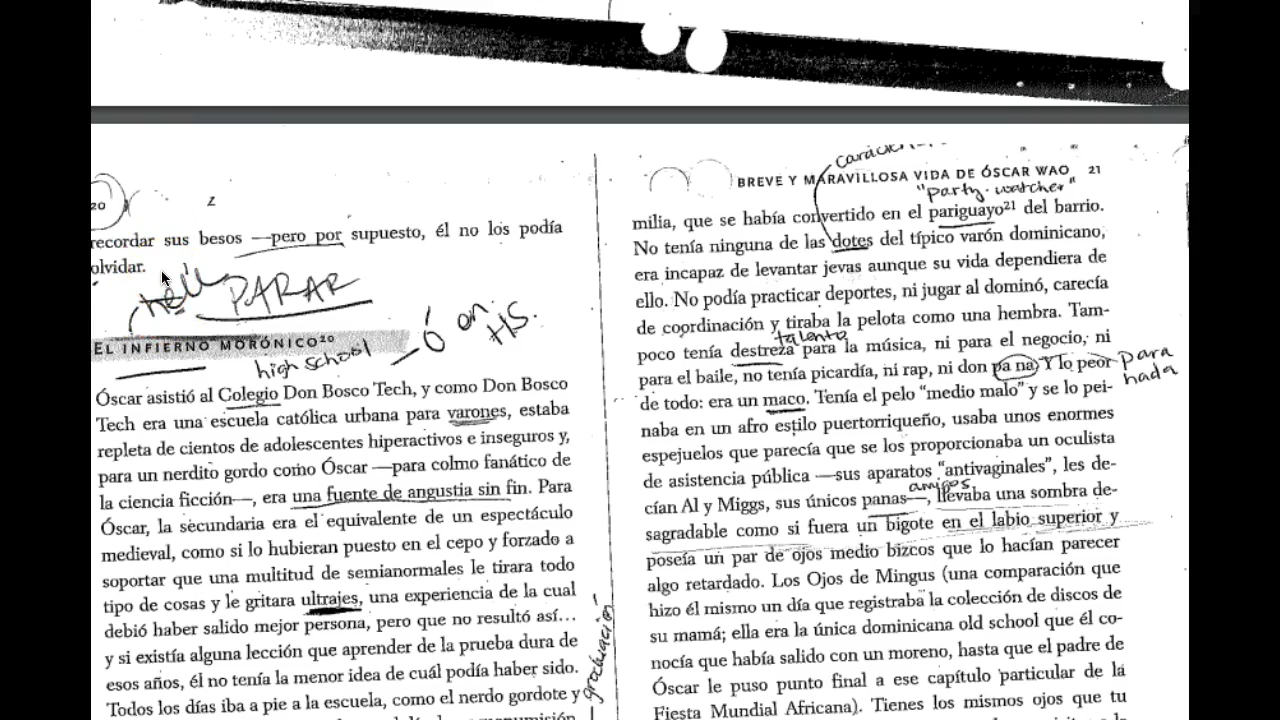 20
recordar sus besos —pero por supuesto, él no los podía
olvidar.
hell PARAR
EL INFIERNO MORÓNICO²⁰
high school
Ó on HS.
Óscar asistió al Colegio Don Bosco Tech, y como Don Bosco
Tech era una escuela católica urbana para varones, estaba
repleta de cientos de adolescentes hiperactivos e inseguros y,
para un nerdito gordo como Óscar —para colmo fanático de
la ciencia ficción—, era una fuente de angustia sin fin. Para
Óscar, la secundaria era el equivalente de un espectáculo
medieval, como si lo hubieran puesto en el cepo y forzado a
soportar que una multitud de semianormales le tirara todo
tipo de cosas y le gritara ultrajes, una experiencia de la cual
debió haber salido mejor persona, pero que no resultó así...
y si existía alguna lección que aprender de la prueba dura de
esos años, él no tenía la menor idea de cuál podía haber sido.
Todos los días iba a pie a la escuela, como el nerdo gordote y
graduación
BREVE Y MARAVILLOSA VIDA DE ÓSCAR WAO 21
"party-watcher"
milia, que se había convertido en el pariguayo²¹ del barrio.
No tenía ninguna de las dotes del típico varón dominicano,
era incapaz de levantar jevas aunque su vida dependiera de
ello. No podía practicar deportes, ni jugar al dominó, carecía
de coordinación y tiraba la pelota como una hembra. Tam-
talento
poco tenía destreza para la música, ni para el negocio, ni
para el baile, no tenía picardía, ni rap, ni don pa na. Y lo peor
para nada
de todo: era un maco. Tenía el pelo "medio malo" y se lo pei-
naba en un afro estilo puertorriqueño, usaba unos enormes
espejuelos que parecía que se los proporcionaba un oculista
de asistencia pública —sus aparatos "antivaginales", les de-
amigos
cían Al y Miggs, sus únicos panas—, llevaba una sombra de-
sagradable como si fuera un bigote en el labio superior y
poseía un par de ojos medio bizcos que lo hacían parecer
algo retardado. Los Ojos de Mingus (una comparación que
hizo él mismo un día que registraba la colección de discos de
su mamá; ella era la única dominicana old school que él co-
nocía que había salido con un moreno, hasta que el padre de
Óscar le puso punto final a ese capítulo particular de la
Fiesta Mundial Africana). Tienes los mismos ojos que tu